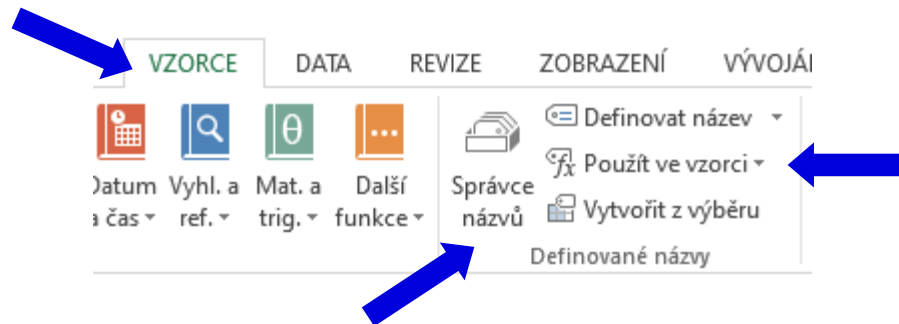 VZORCE DATA REVIZE ZOBRAZENÍ
Definovat název
Použít ve vzorci
Vytvořit z výběru
Datum a čas
Vyhl. a ref.
Mat. a trig.
Další funkce
Správce názvů
Definované názvy